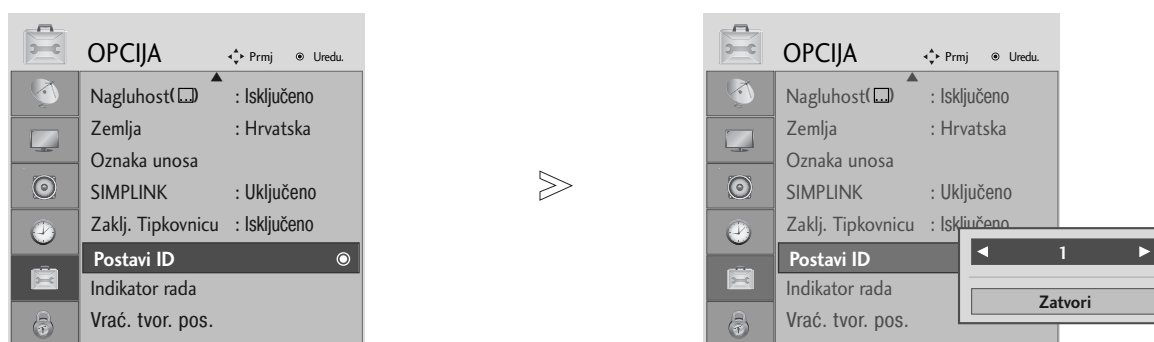 OPCIJA Prmj Uredu.
Nagluhost( ) : Isključeno
Zemlja : Hrvatska
Oznaka unosa
SIMPLINK : Uključeno
Zaklj. Tipkovnicu : Isključeno
Postavi ID
Indikator rada
Vrać. tvor. pos.
OPCIJA Prmj Uredu.
Nagluhost( ) : Isključeno
Zemlja : Hrvatska
Oznaka unosa
SIMPLINK : Uključeno
Zaklj. Tipkovnicu : Isključeno
Postavi ID
1
Indikator rada
Zatvori
Vrać. tvor. pos.